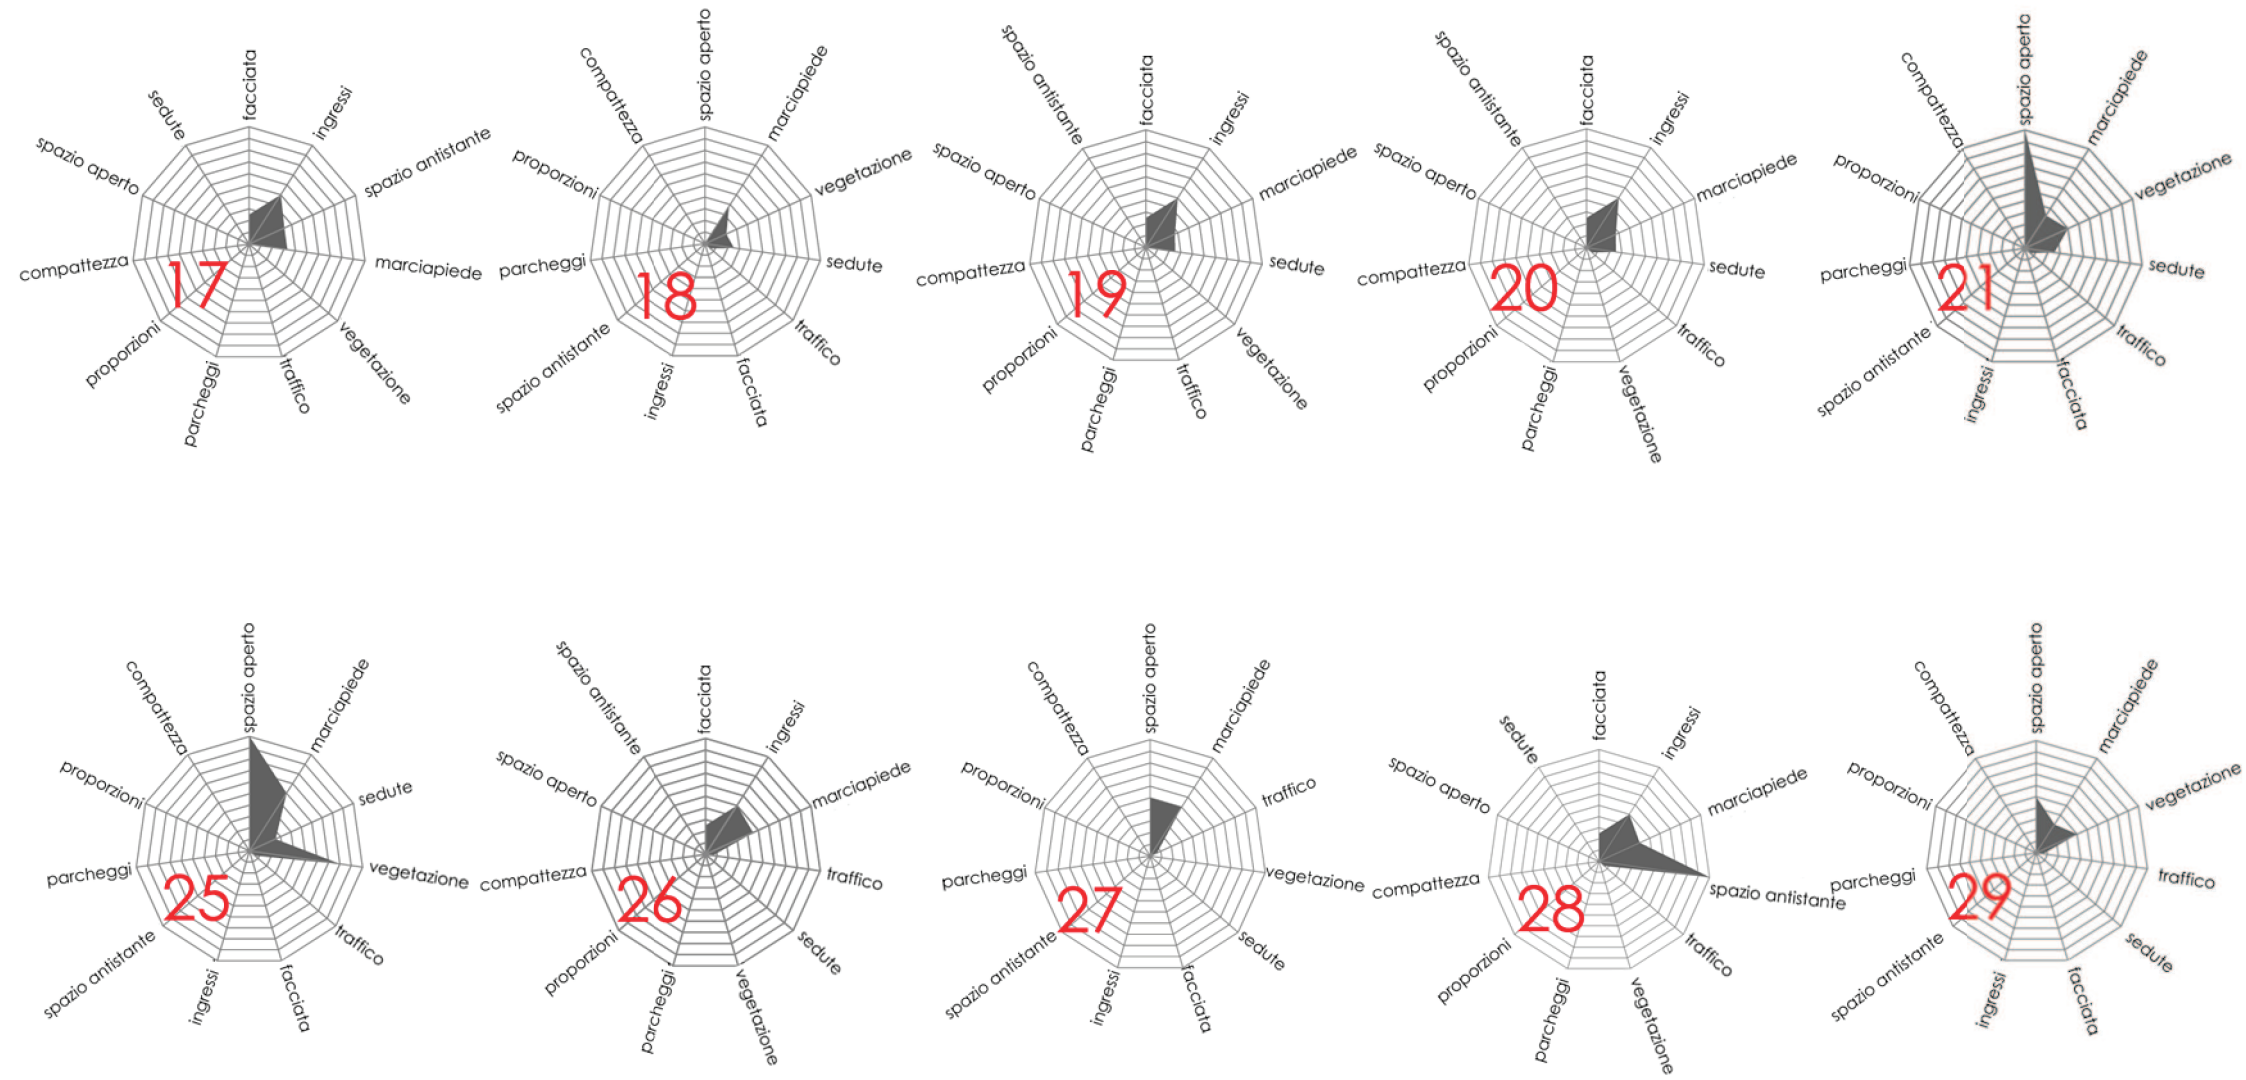 facciata
ingressi
spazio antistante
marciapiede
vegetazione
traffico
parcheggi
proporzioni
compattezza
spazio aperto
sedute
17
spazio aperto
marciapiede
vegetazione
sedute
traffico
facciata
ingressi
spazio antistante
parcheggi
proporzioni
compattezza
18
facciata
ingressi
marciapiede
sedute
vegetazione
traffico
parcheggi
proporzioni
compattezza
spazio aperto
spazio antistante
19
facciata
ingressi
marciapiede
sedute
traffico
vegetazione
parcheggi
proporzioni
compattezza
spazio aperto
spazio antistante
20
spazio aperto
marciapiede
vegetazione
sedute
traffico
facciata
ingressi
spazio antistante
parcheggi
proporzioni
compattezza
21
spazio aperto
marciapiede
sedute
vegetazione
traffico
facciata
ingressi
spazio antistante
parcheggi
proporzioni
compattezza
25
facciata
ingressi
marciapiede
traffico
sedute
vegetazione
parcheggi
proporzioni
compattezza
spazio aperto
spazio antistante
26
spazio aperto
marciapiede
traffico
vegetazione
sedute
facciata
ingressi
spazio antistante
parcheggi
proporzioni
compattezza
27
facciata
ingressi
marciapiede
spazio antistante
traffico
vegetazione
parcheggi
proporzioni
compattezza
spazio aperto
sedute
28
spazio aperto
marciapiede
vegetazione
traffico
sedute
facciata
ingressi
spazio antistante
parcheggi
proporzioni
compattezza
29